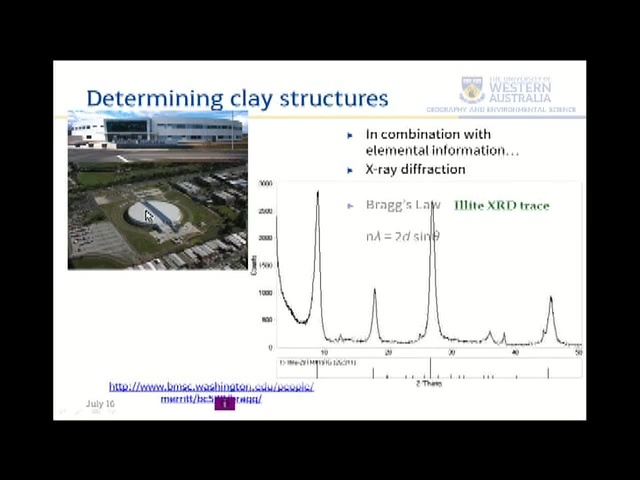 Determining clay structures
THE UNIVERSITY OF
WESTERN
AUSTRALIA
GEOGRAPHY AND ENVIRONMENTAL SCIENCE
In combination with
elemental information...
X-ray diffraction
Bragg's Law
Illite XRD trace
nλ = 2d sinθ
3000
2500
2000
1500
1000
500
0
Counts
10
20
30
40
50
2 Theta
http://www.bmsc.washington.edu/people/
merritt/
July 16